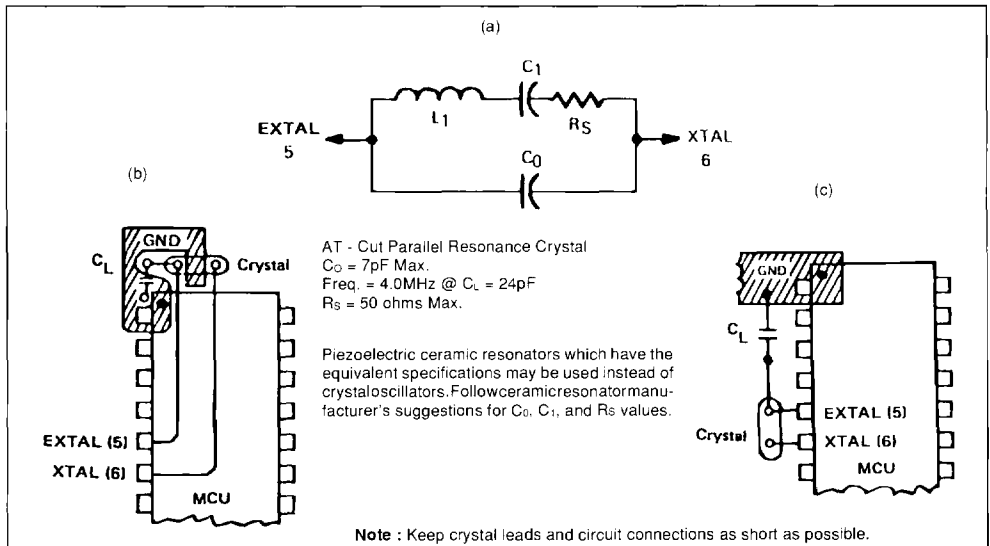 (a)
C1
L1
RS
EXTAL
5
XTAL
6
C0
(b)
GND
CL
Crystal
EXTAL (5)
XTAL (6)
MCU
AT - Cut Parallel Resonance Crystal
CO = 7pF Max.
Freq. = 4.0MHz @ CL = 24pF
RS = 50 ohms Max.
Piezoelectric ceramic resonators which have the
equivalent specifications may be used instead of
crystaloscillators.Followceramicresonatormanu-
facturer's suggestions for C0, C1, and RS values.
(c)
GND
CL
Crystal
EXTAL (5)
XTAL (6)
MCU
Note : Keep crystal leads and circuit connections as short as possible.